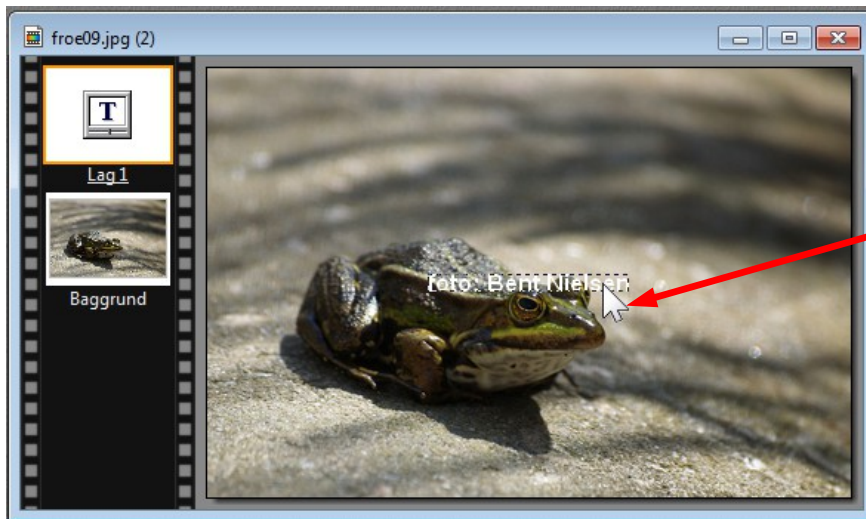 froe09.jpg (2)
T
Lag 1
Baggrund
foto: Bent Nielsen